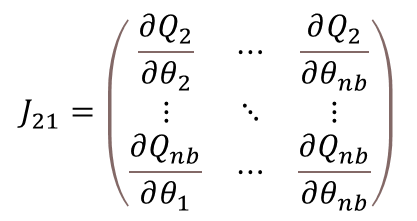 J₂₁ = ( ∂Q₂/∂θ₂ ⋯ ∂Q₂/∂θₙb
⋮ ⋱ ⋮
∂Qₙb/∂θ₁ ⋯ ∂Qₙb/∂θₙb )